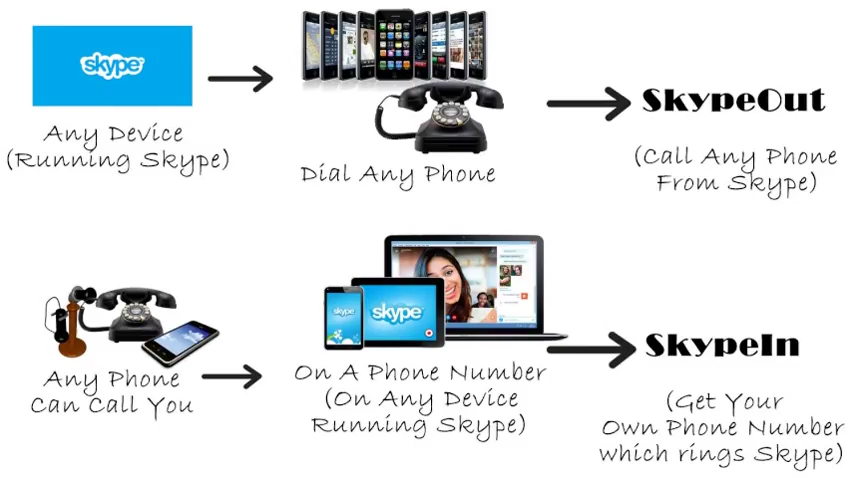 skype
Any Device
(Running Skype)
Dial Any Phone
SkypeOut
(Call Any Phone
From Skype)
Any Phone
Can Call You
skype
skype
On A Phone Number
(On Any Device
Running Skype)
SkypeIn
(Get Your
Own Phone Number
which rings Skype)